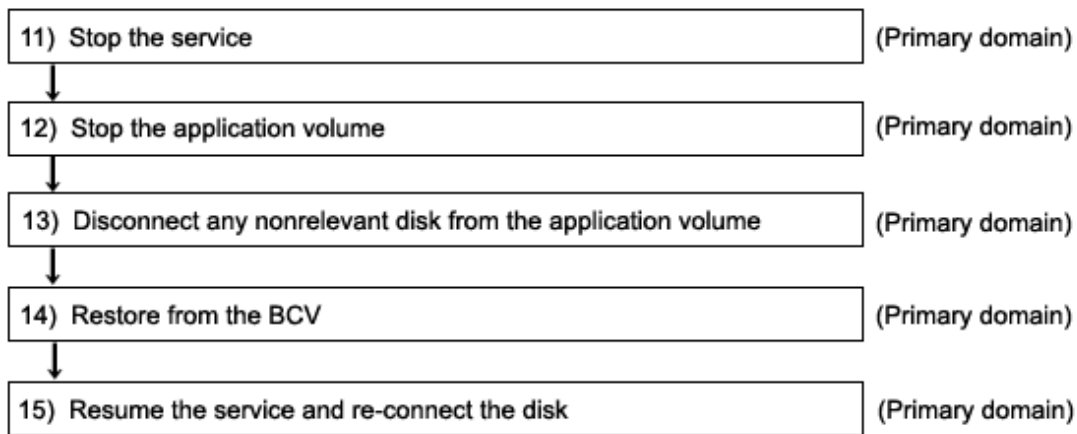 11) Stop the service (Primary domain)
12) Stop the application volume (Primary domain)
13) Disconnect any nonrelevant disk from the application volume (Primary domain)
14) Restore from the BCV (Primary domain)
15) Resume the service and re-connect the disk (Primary domain)